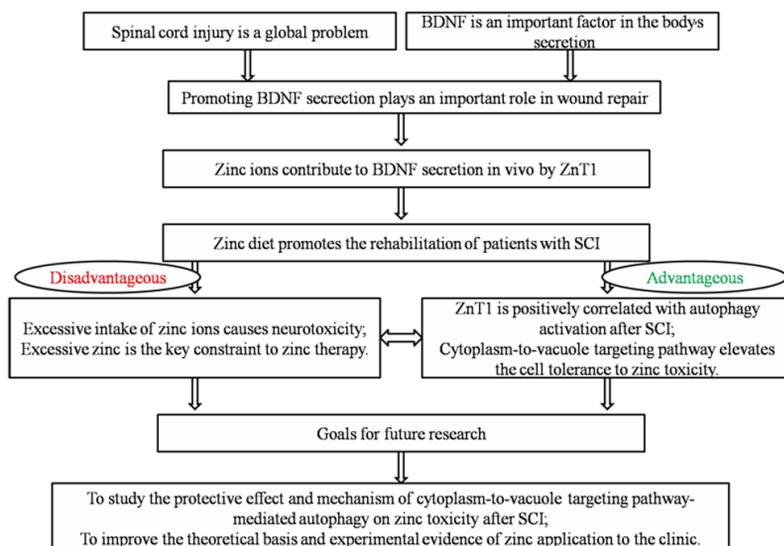 Spinal cord injury is a global problem
BDNF is an important factor in the body's
secretion
Promoting BDNF secrection plays an important role in wound repair
Zinc ions contribute to BDNF secretion in vivo by ZnT1
Zinc diet promotes the rehabilitation of patients with SCI
Disadvantageous
Advantageous
Excessive intake of zinc ions causes neurotoxicity;
Excessive zinc is the key constraint to zinc therapy.
ZnT1 is positively correlated with autophagy
activation after SCI;
Cytoplasm-to-vacuole targeting pathway elevates
the cell tolerance to zinc toxicity.
Goals for future research
To study the protective effect and mechanism of cytoplasm-to-vacuole targeting pathway-
mediated autophagy on zinc toxicity after SCI;
To improve the theoretical basis and experimental evidence of zinc application to the clinic.